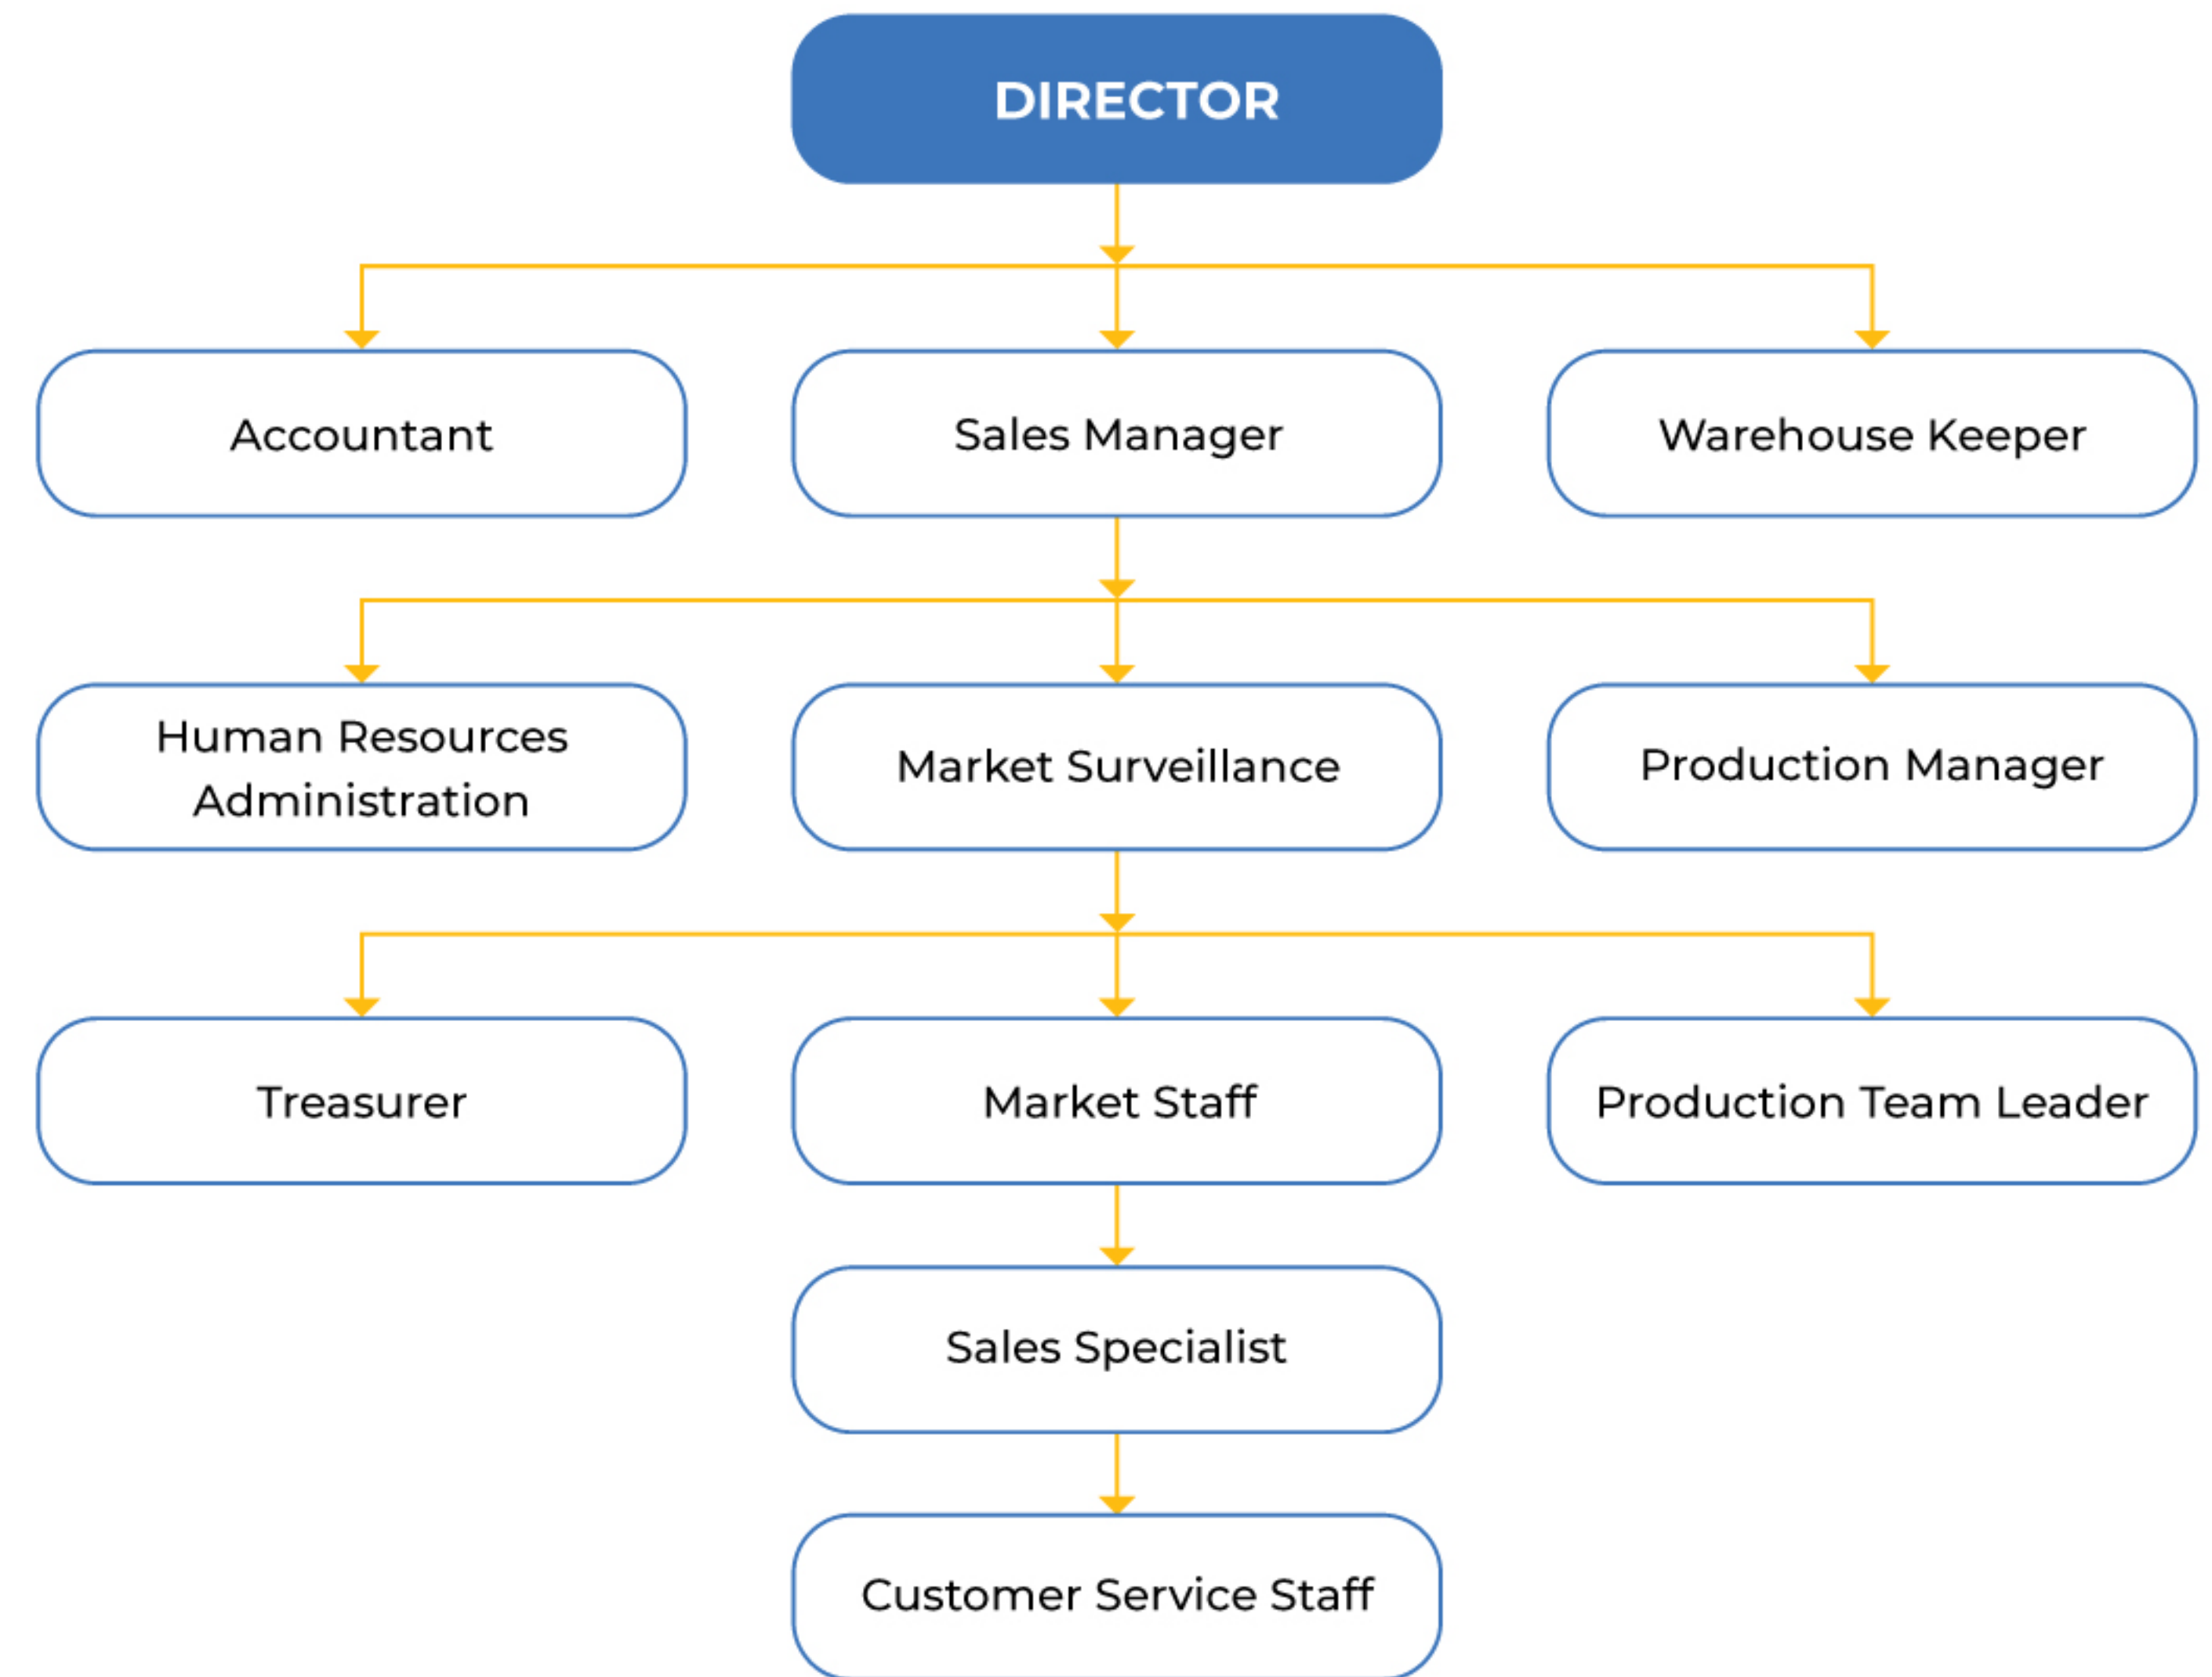 DIRECTOR
Accountant
Sales Manager
Warehouse Keeper
Human Resources
Administration
Market Surveillance
Production Manager
Treasurer
Market Staff
Production Team Leader
Sales Specialist
Customer Service Staff